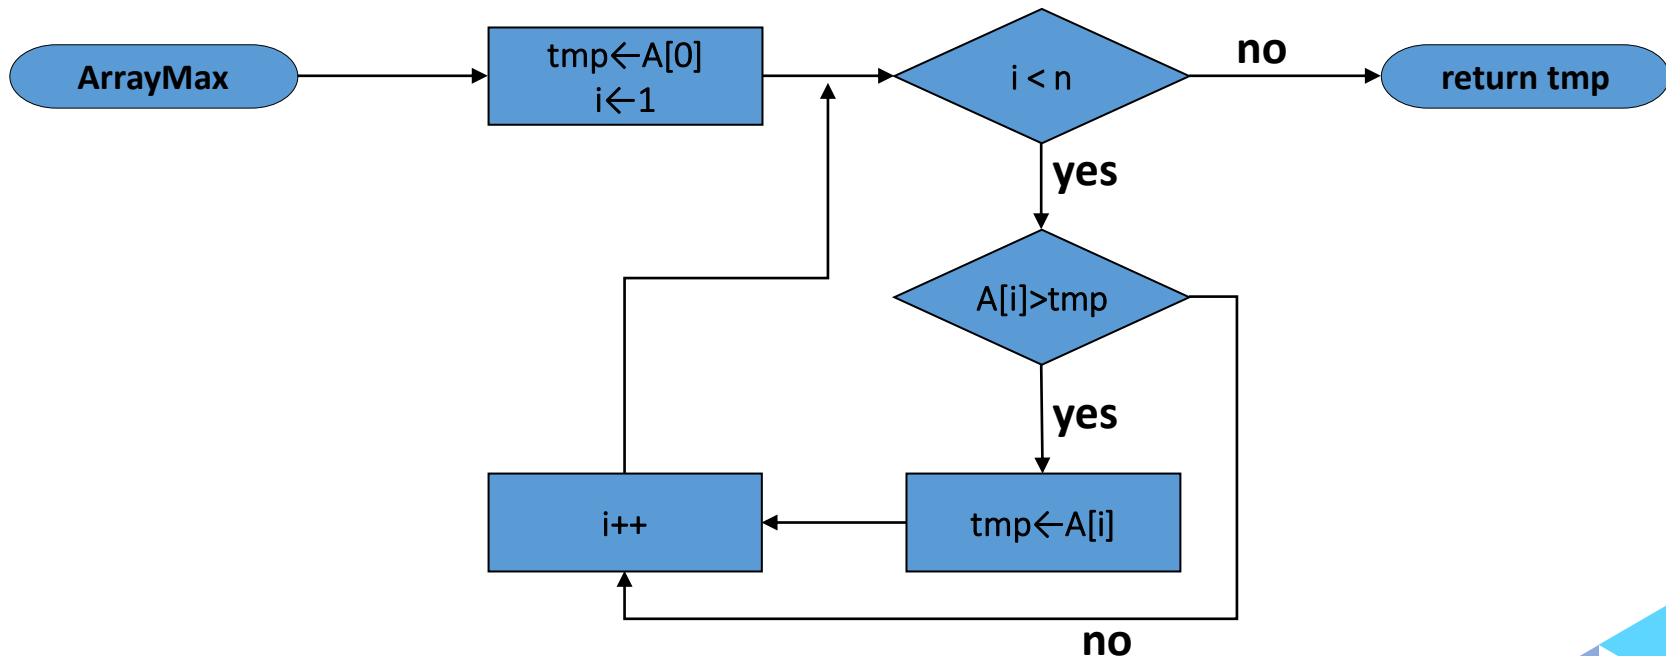 ArrayMax
tmp←A[0]
i←1
i < n
no
return tmp
yes
A[i]>tmp
yes
i++
tmp←A[i]
no